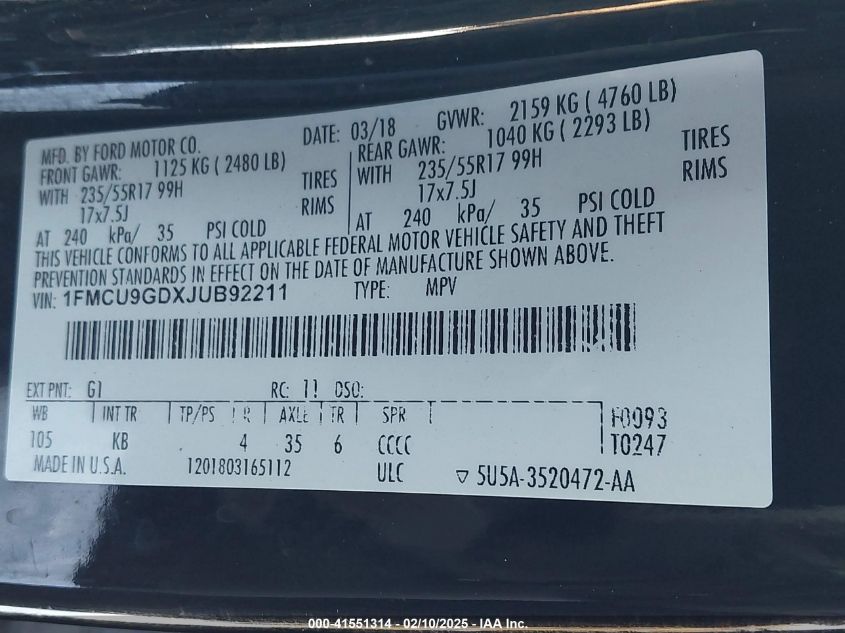 MFD. BY FORD MOTOR CO. DATE: 03/18 GVWR: 2159 KG ( 4760 LB)
FRONT GAWR: 1125 KG ( 2480 LB) REAR GAWR: 1040 KG ( 2293 LB)
WITH 235/55R17 99H TIRES WITH 235/55R17 99H TIRES
17x7.5J RIMS 17x7.5J RIMS
AT 240 kPa/ 35 PSI COLD AT 240 kPa/ 35 PSI COLD
THIS VEHICLE CONFORMS TO ALL APPLICABLE FEDERAL MOTOR VEHICLE SAFETY AND THEFT
PREVENTION STANDARDS IN EFFECT ON THE DATE OF MANUFACTURE SHOWN ABOVE.
VIN: 1FMCU9GDXJUB92211 TYPE: MPV
EXT PNT: G1 RC: 11 DSO:
WB INT TR TP/PS R AXLE TR SPR F0093
105 KB 4 35 6 CCCC T0247
MADE IN U.S.A. 1201803165112 ULC ▽ 5U5A-3520472-AA
000-41551314 - 02/10/2025 - IAA Inc.